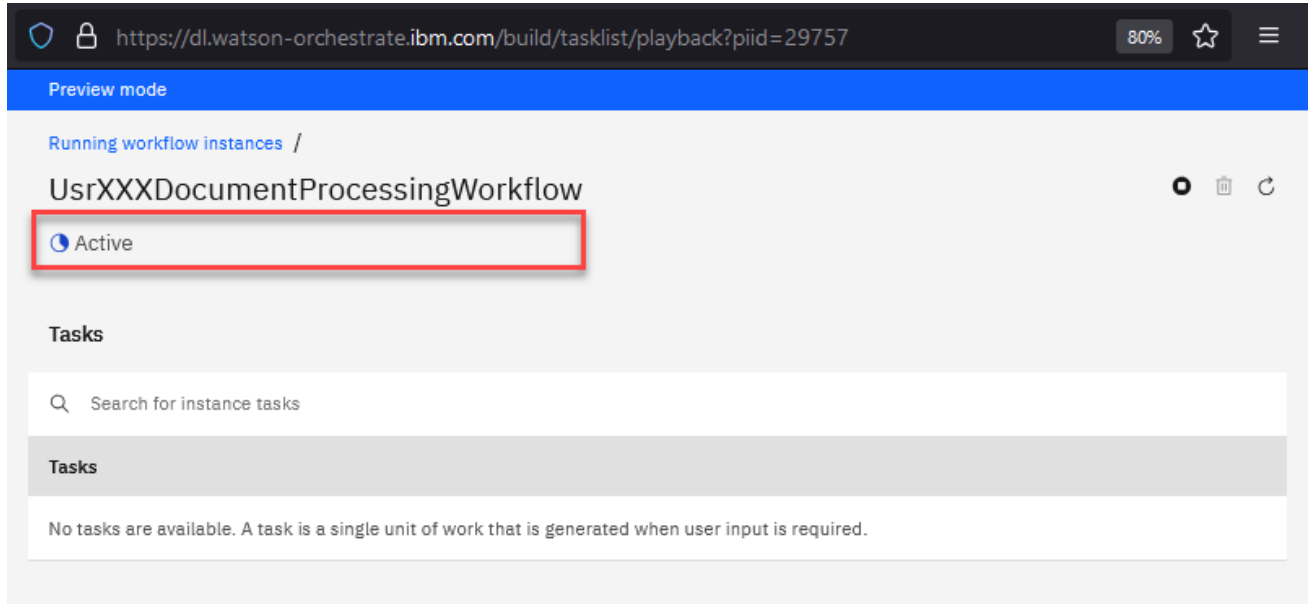 https://dl.watson-orchestrate.ibm.com/build/tasklist/playback?piid=29757 80%
Preview mode
Running workflow instances /
UsrXXXDocumentProcessingWorkflow
Active
Tasks
Search for instance tasks
Tasks
No tasks are available. A task is a single unit of work that is generated when user input is required.